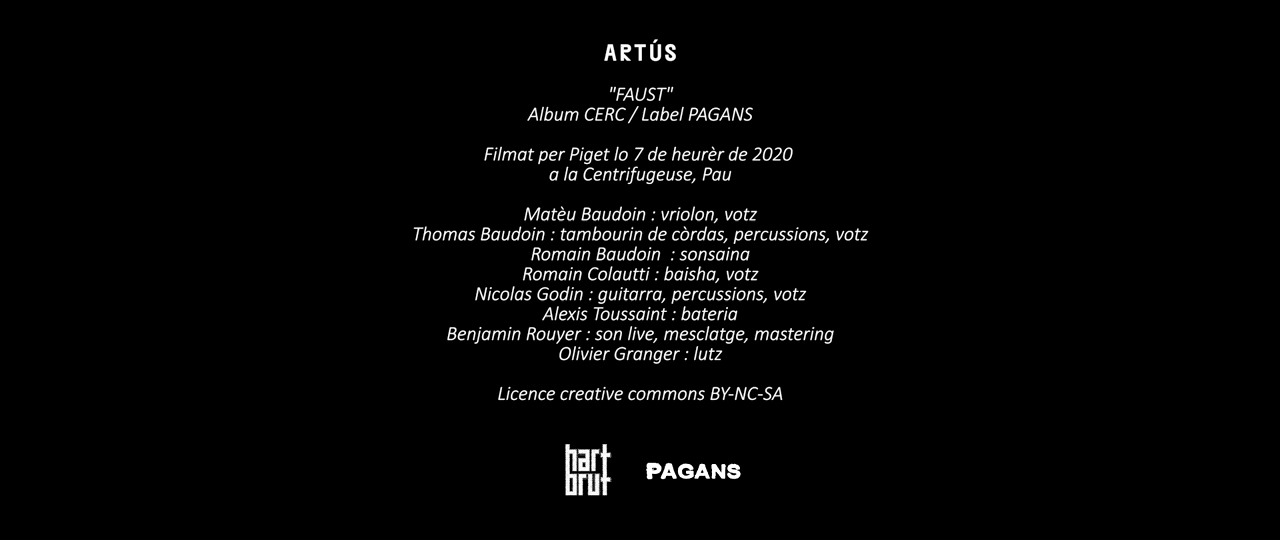 ARTÚS
"FAUST"
Album CERC / Label PAGANS
Filmat per Piget lo 7 de heurèr de 2020
a la Centrifugeuse, Pau
Matèu Baudoin : vriolon, votz
Thomas Baudoin : tambourin de còrdas, percussions, votz
Romain Baudoin : sonsaina
Romain Colautti : baisha, votz
Nicolas Godin : guitarra, percussions, votz
Alexis Toussaint : bateria
Benjamin Rouyer : son live, mesclatge, mastering
Olivier Granger : lutz
Licence creative commons BY-NC-SA
hart
brut
PAGANS